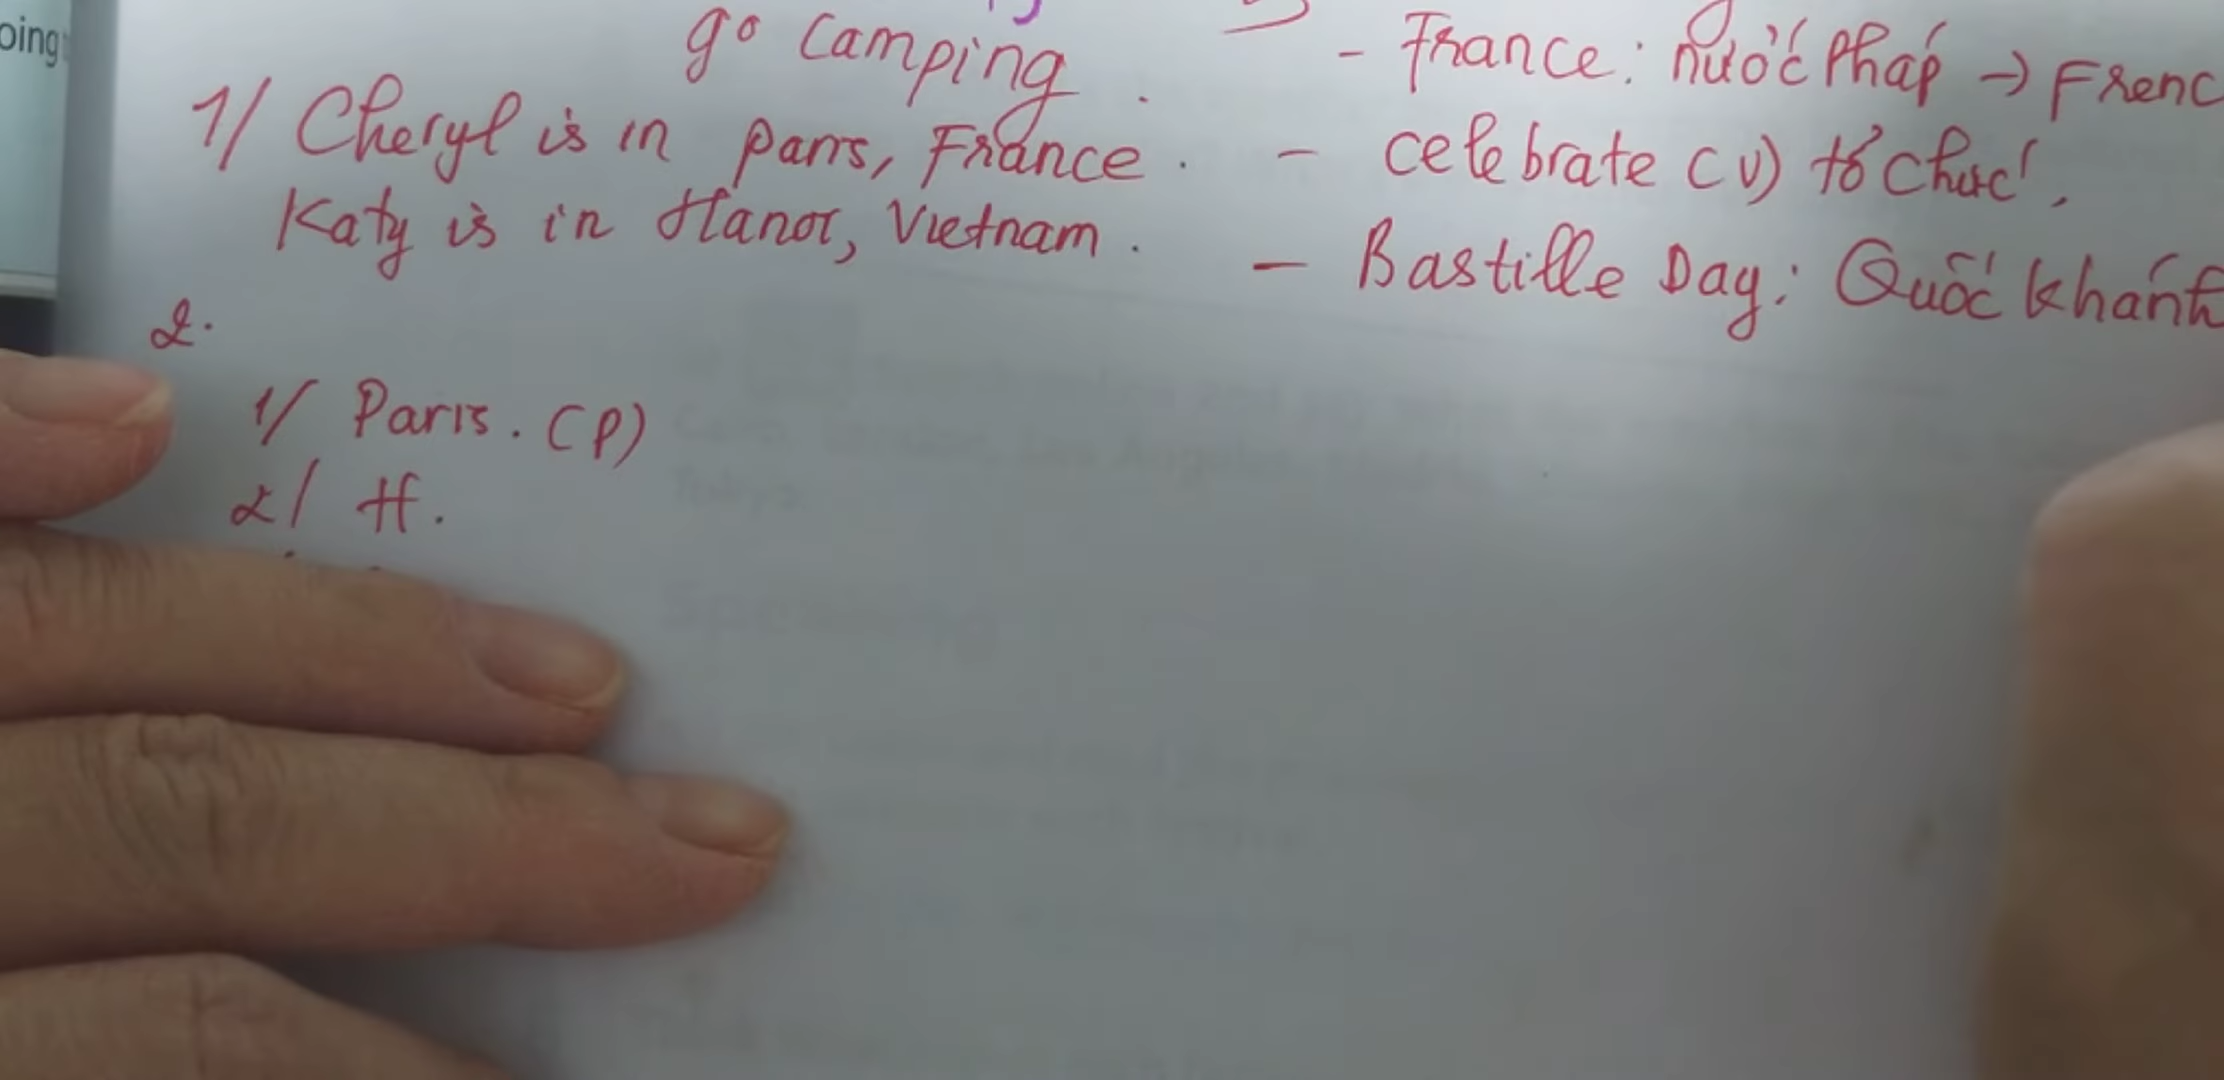 oing
go camping.
1/ Cheryl is in Paris, France.
Katy is in Hanoi, Vietnam.
2.
1/ Paris. (P)
2/ H.
- France: nước Pháp → Frenc
- celebrate (v) tổ chức,
- Bastille Day: Quốc khánh